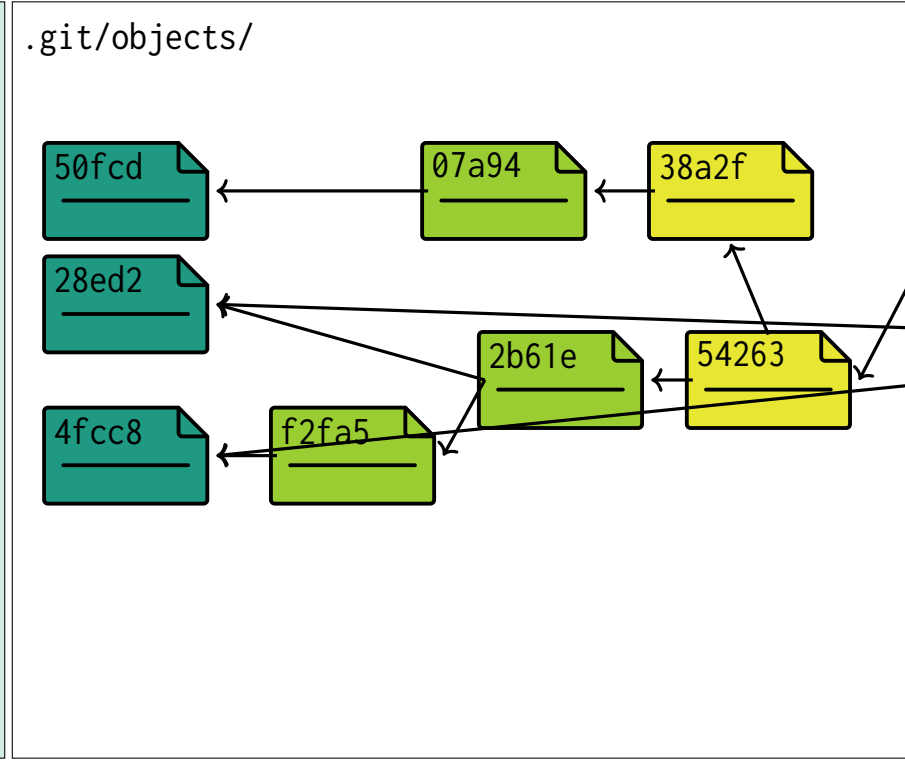 .git/objects/
50fcd
07a94
38a2f
28ed2
2b61e
54263
4fcc8
f2fa5